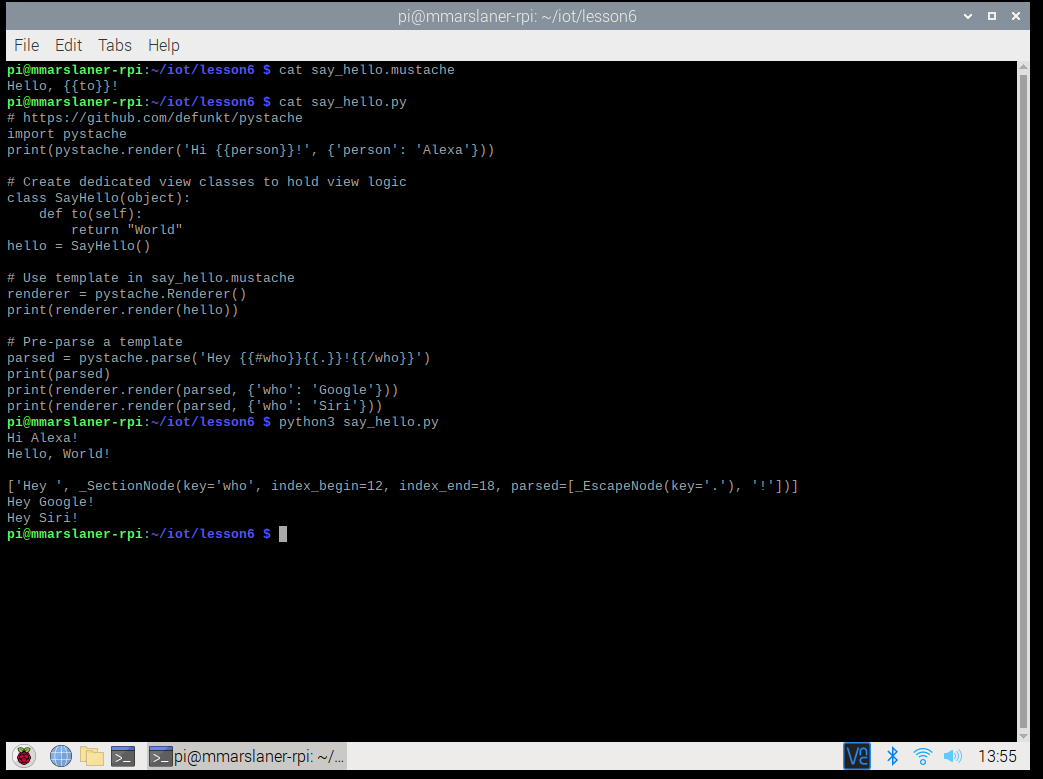 pi@mmarslaner-rpi: ~/iot/lesson6
File Edit Tabs Help
pi@mmarslaner-rpi:~/iot/lesson6 $ cat say_hello.mustache
Hello, {{to}}!
pi@mmarslaner-rpi:~/iot/lesson6 $ cat say_hello.py
# https://github.com/defunkt/pystache
import pystache
print(pystache.render('Hi {{person}}!', {'person': 'Alexa'}))

# Create dedicated view classes to hold view logic
class SayHello(object):
    def to(self):
        return "World"
hello = SayHello()

# Use template in say_hello.mustache
renderer = pystache.Renderer()
print(renderer.render(hello))

# Pre-parse a template
parsed = pystache.parse('Hey {{#who}}{{.}}!{{/who}}')
print(parsed)
print(renderer.render(parsed, {'who': 'Google'}))
print(renderer.render(parsed, {'who': 'Siri'}))
pi@mmarslaner-rpi:~/iot/lesson6 $ python3 say_hello.py
Hi Alexa!
Hello, World!

['Hey ', _SectionNode(key='who', index_begin=12, index_end=18, parsed=[_EscapeNode(key='.'), '!'])]
Hey Google!
Hey Siri!
pi@mmarslaner-rpi:~/iot/lesson6 $
>_ >_ pi@mmarslaner-rpi: ~/... 13:55